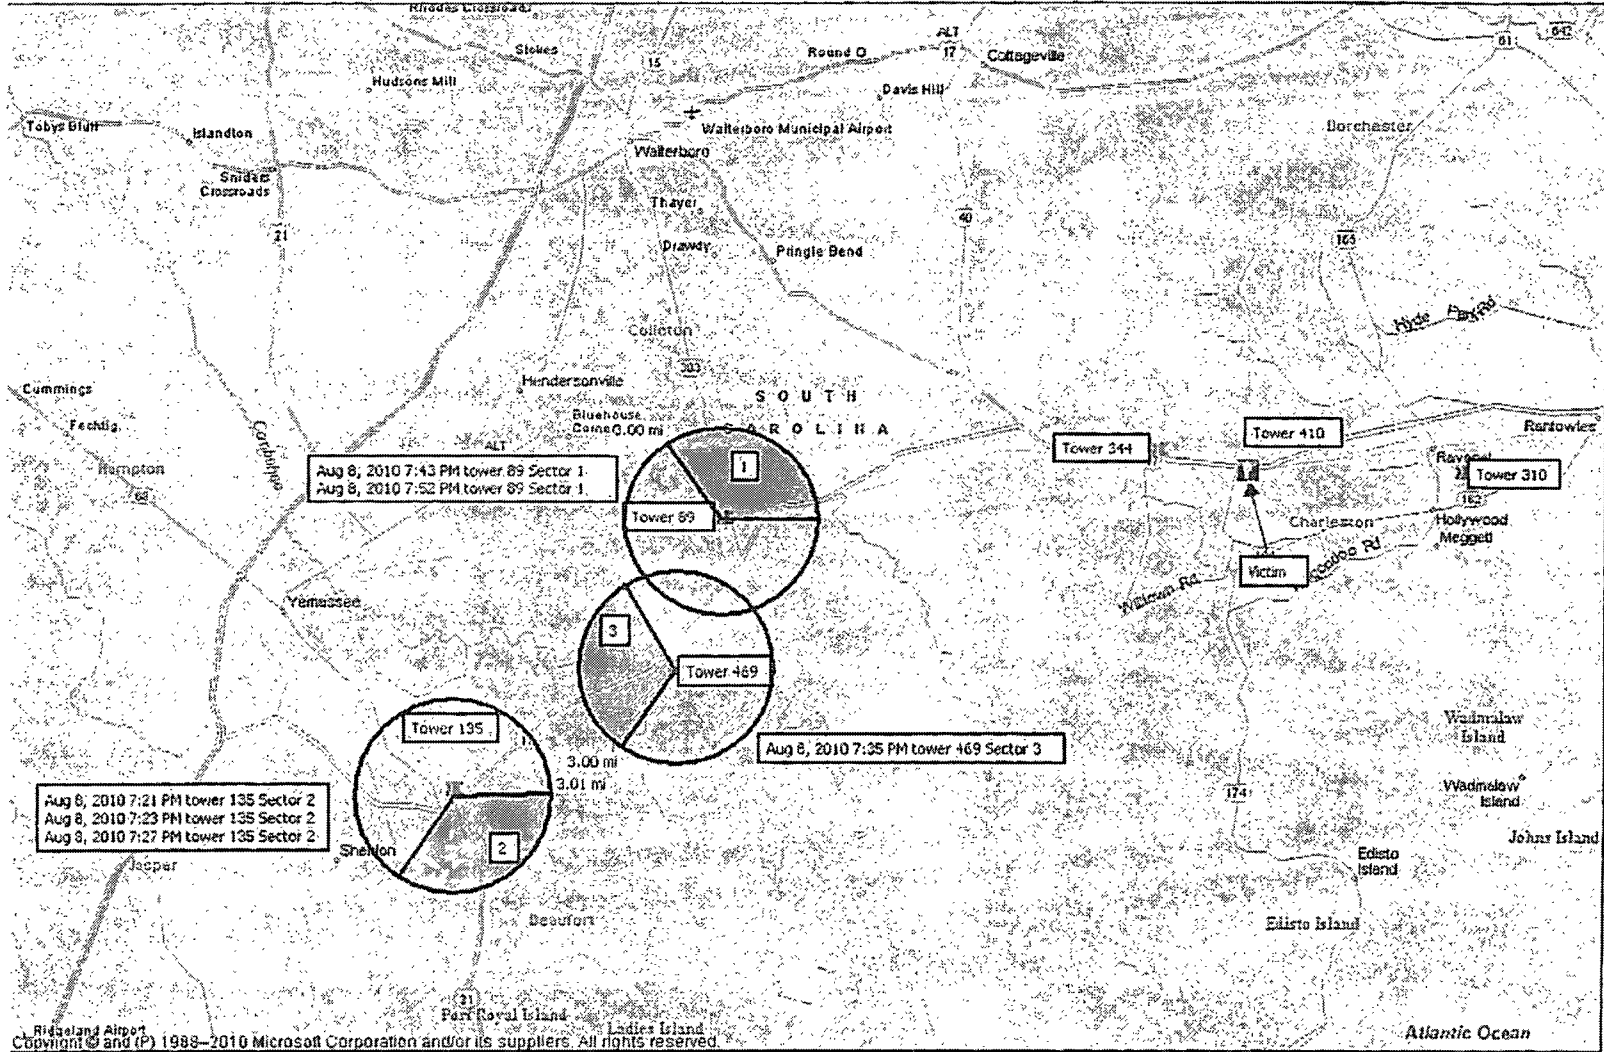 Rhodes Crossroads
Stokes
15
Round O
ALT
17
Cottageville
61
642
Hudsons Mill
Davis Hill
Tobys Bluff
Islandton
Walterboro Municipal Airport
Dorchester
Walterboro
Sniders
Crossroads
Thayer
21
Drawdy
Pringle Bend
40
165
Hyde Park Rd
Colleton
303
Cummings
Hendersonville
SOUTH
CAROLINA
Fechtig
Bluehouse
Corner
3.00 mi
ALT
Hampton
68
Combahee
Aug 8, 2010 7:43 PM tower 89 Sector 1
Aug 8, 2010 7:52 PM tower 89 Sector 1
1
Tower 89
Tower 344
Tower 410
Rantowles
Ravenel
Tower 310
162
Charleston
Hollywood
Meggett
Victim
Willtown Rd
Yemassee
3
Tower 469
Tower 135
Aug 8, 2010 7:35 PM tower 469 Sector 3
3.00 mi
3.01 mi
Wadmalaw
Island
174
Wadmalaw
Island
Aug 8, 2010 7:21 PM tower 135 Sector 2
Aug 8, 2010 7:23 PM tower 135 Sector 2
Aug 8, 2010 7:27 PM tower 135 Sector 2
2
Sheldon
Jasper
Johns Island
Edisto
Island
Beaufort
Edisto Island
21
Port Royal Island
Ladies Island
Ridgeland Airport
Atlantic Ocean
Copyright © and (P) 1988–2010 Microsoft Corporation and/or its suppliers. All rights reserved.